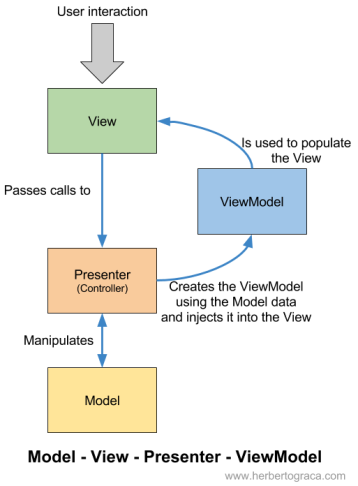 User interaction
View
Is used to populate
the View
Passes calls to
ViewModel
Presenter
(Controller)
Creates the ViewModel
using the Model data
and injects it into the View
Manipulates
Model
Model - View - Presenter - ViewModel
www.herbertograca.com